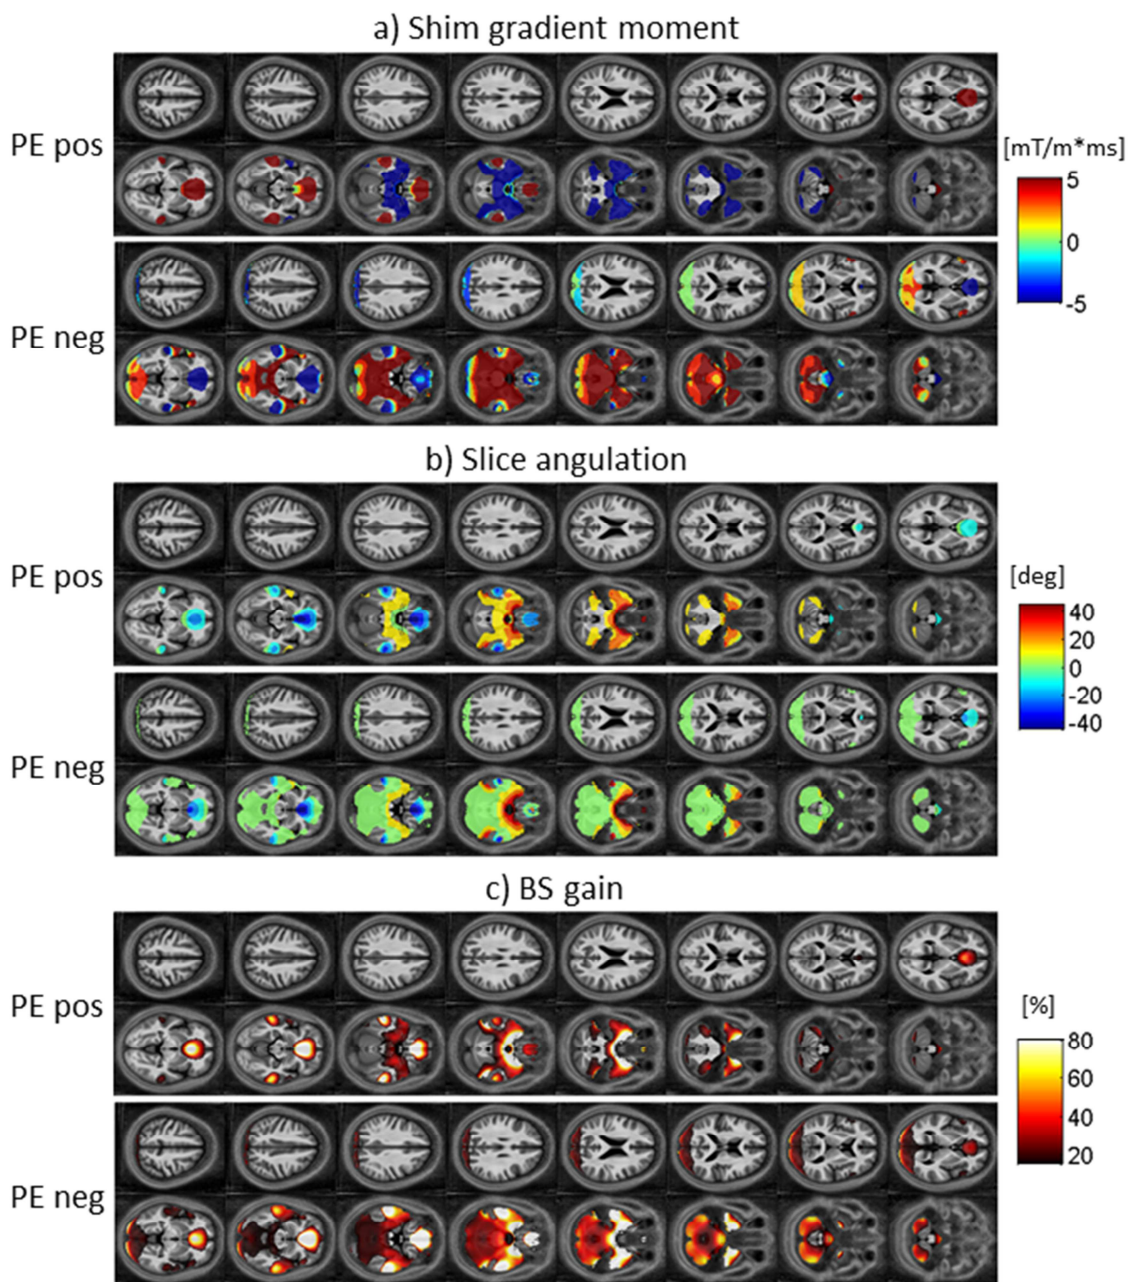 a) Shim gradient moment
PE pos
[mT/m*ms]
5
0
-5
PE neg
b) Slice angulation
PE pos
[deg]
40
20
0
-20
-40
PE neg
c) BS gain
PE pos
[%]
80
60
40
20
PE neg